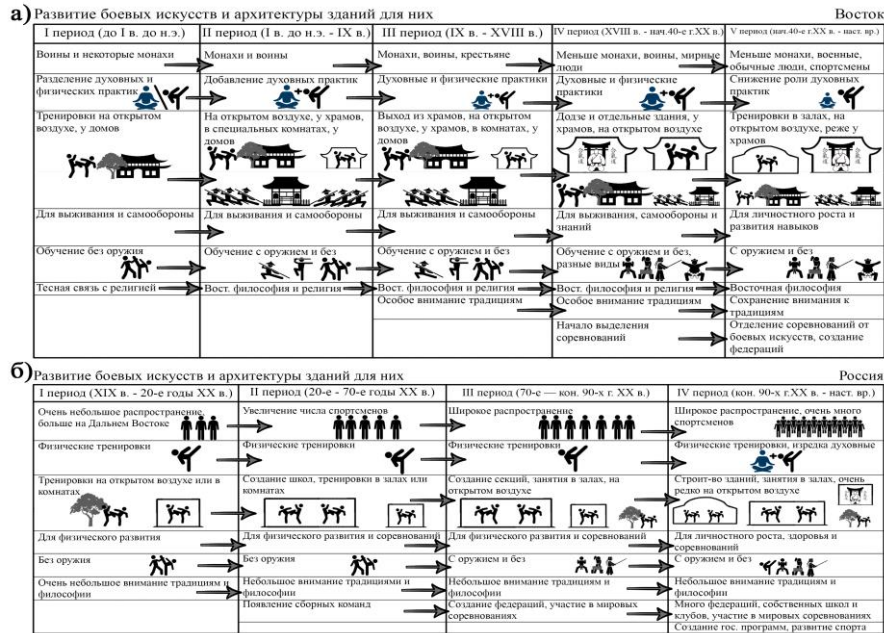 а) Развитие боевых искусств и архитектуры зданий для них Восток
I период (до I в. до н.э.) II период (I в. до н.э. - IX в.) III период (IX в. - XVIII в.) IV период (XVIII в. - нач.40-е г.XX в.) V период (нач.40-е г.XX в. - наст. вр.)
Воины и некоторые монахи
Монахи и воины
Монахи, воины, крестьяне
Меньше монахи, воины, мирные
люди
Меньше монахи, военные,
обычные люди, спортсмены
Разделение духовных и
физических практик
Добавление духовных практик
Духовные и физические практики
Духовные и физические
практики
Снижение роли духовных
практик
Тренировки на открытом
воздухе, у домов
На открытом воздухе, у храмов,
в специальных комнатах, у
домов
Выход из храмов, на открытом
воздухе, у храмов, в комнатах, у
домов
Додзе и отдельные здания, у
храмов, на открытом воздухе
Тренировки в залах, на
открытом воздухе, реже у
храмов
Для выживания и самообороны
Для выживания и самообороны
Для выживания и самообороны
Для выживания, самообороны и
знаний
Для личностного роста и
развития навыков
Обучение без оружия
Обучение с оружием и без
Обучение с оружием и без
Обучение с оружием и без,
разные виды
С оружием и без
Тесная связь с религией
Вост. философия и религия
Вост. философия и религия
Вост. философия и религия
Восточная философия
Особое внимание традициям
Особое внимание традициям
Сохранение внимания к
традициям
Начало выделения
соревнований
Отделение соревнований от
боевых искусств, создание
федераций
б) Развитие боевых искусств и архитектуры зданий для них Россия
I период (XIX в. - 20-е годы XX в.) II период (20-е - 70-е годы XX в.) III период (70-е — кон. 90-х г. XX в.) IV период (кон. 90-х г.XX в. - наст. вр.)
Очень небольшое распространение,
больше на Дальнем Востоке
Увеличение числа спортсменов
Широкое распространение
Широкое распространение, очень много
спортсменов
Физические тренировки
Физические тренировки
Физические тренировки
Физические тренировки, изредка духовные
Тренировки на открытом воздухе или в
комнатах
Создание школ, тренировки в залах или
комнатах
Создание секций, занятия в залах, на
открытом воздухе
Строит-во зданий, занятия в залах, очень
редко на открытом воздухе
Для физического развития
Для физического развития и соревнований
Для физического развития и соревнований
Для личностного роста, здоровья и
соревнований
Без оружия
Без оружия
С оружием и без
С оружием и без
Очень небольшое внимание традициям и
философии
Небольшое внимание традициями и
философии
Небольшое внимание традициям и
философии
Небольшое внимание традициям и
философии
Появление сборных команд
Создание федераций, участие в мировых
соревнованиях
Много федераций, собственных школ и
клубов, участие в мировых соревнованиях
Создание гос. программ, развитие спорта